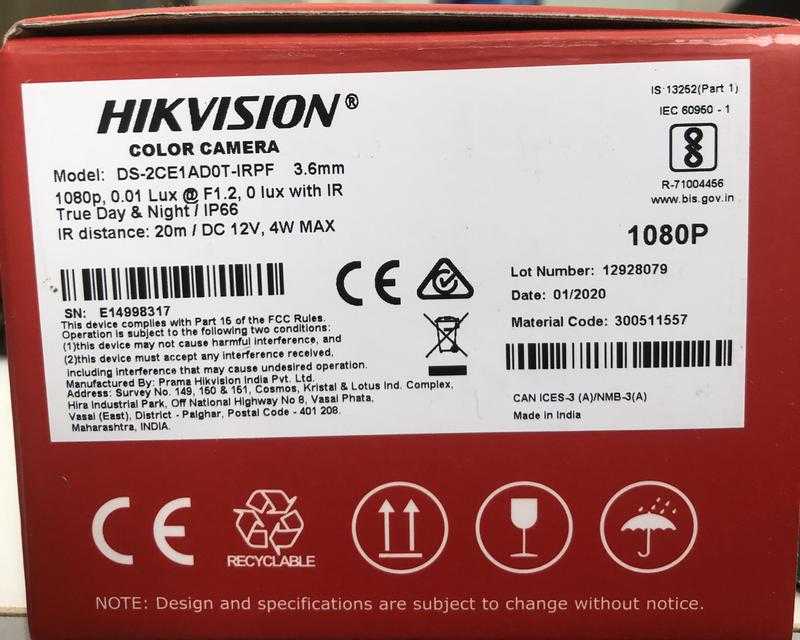 HIKVISION®
COLOR CAMERA
Model: DS-2CE1AD0T-IRPF 3.6mm
1080p, 0.01 Lux @ F1.2, 0 lux with IR
True Day & Night / IP66
IR distance: 20m / DC 12V, 4W MAX
SN: E14998317
This device complies with Part 15 of the FCC Rules.
Operation is subject to the following two conditions:
(1)this device may not cause harmful interference, and
(2)this device must accept any interference received,
including interference that may cause undesired operation.
Manufactured By: Prama Hikvision India Pvt. Ltd.
Address: Survey No. 149, 150 & 151, Cosmos, Kristal & Lotus Ind. Complex,
Hira Industrial Park, Off National Highway No 8, Vasai Phata,
Vasai (East), District - Palghar, Postal Code - 401 208.
Maharashtra, INDIA.
CE
IS 13252(Part 1)
IEC 60950 - 1
R-71004456
www.bis.gov.in
1080P
Lot Number: 12928079
Date: 01/2020
Material Code: 300511557
CAN ICES-3 (A)/NMB-3(A)
Made in India
CE
RECYCLABLE
NOTE: Design and specifications are subject to change without notice.